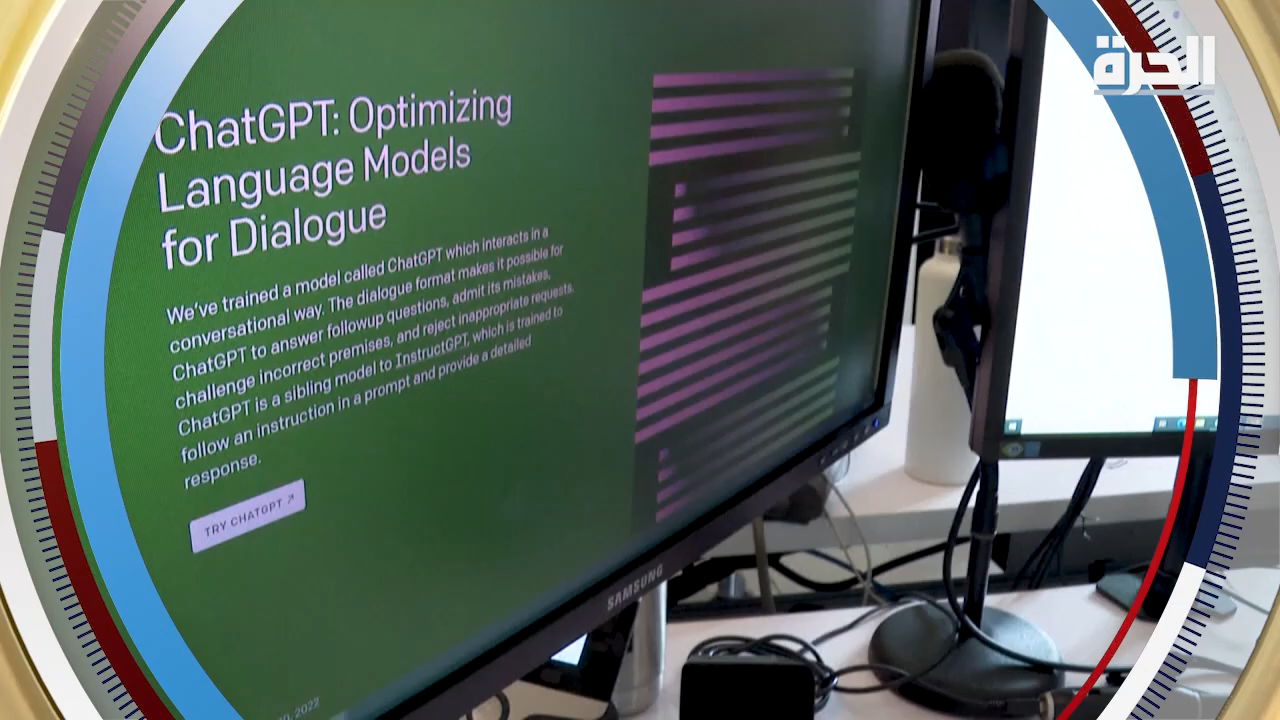 الحرة
ChatGPT: Optimizing
Language Models
for Dialogue
We've trained a model called ChatGPT which interacts in a
conversational way. The dialogue format makes it possible for
ChatGPT to answer followup questions, admit its mistakes,
challenge incorrect premises, and reject inappropriate requests.
ChatGPT is a sibling model to InstructGPT, which is trained to
follow an instruction in a prompt and provide a detailed
response.
TRY CHATGPT ↗
SAMSUNG
2022